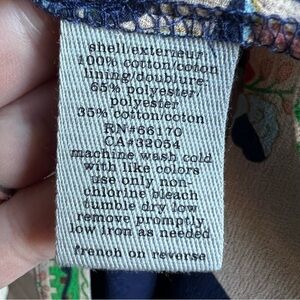 shell/exterieur
100% cotton/coton
lining/doublure:
65% polyester/
polyester
35% cotton/coton
RN#66170
CA#32054
machine wash cold
with like colors
use only non-
chlorine bleach
tumble dry low
remove promptly
low iron as needed
french on reverse